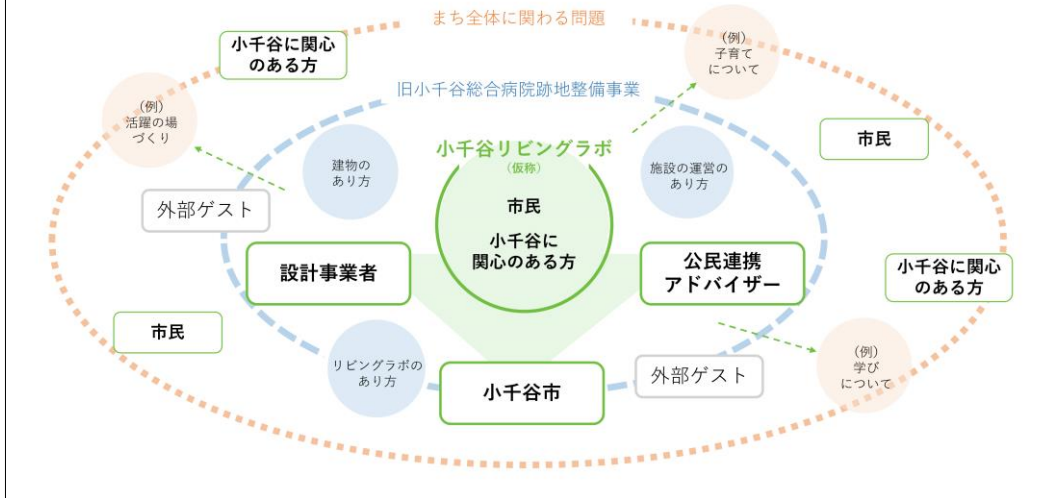 まち全体に関わる問題
小千谷に関心
のある方
(例)
子育て
について
旧小千谷総合病院跡地整備事業
(例)
活躍の場
づくり
市民
小千谷リビングラボ
(仮称)
建物の
あり方
施設の運営の
あり方
外部ゲスト
市民
小千谷に
関心のある方
設計事業者
公民連携
アドバイザー
小千谷に関心
のある方
市民
リビングラボの
あり方
(例)
学び
について
外部ゲスト
小千谷市